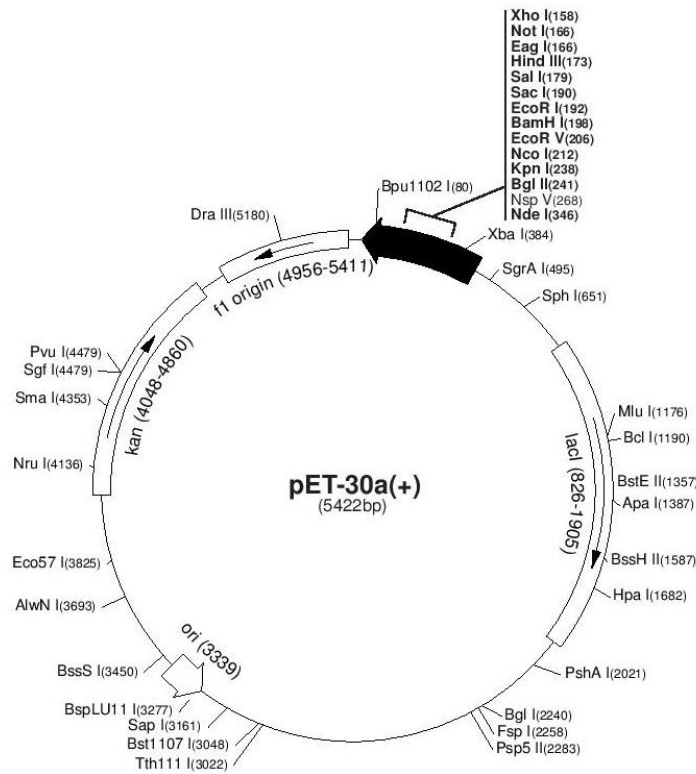 Xho I(158)
Not I(166)
Eag I(166)
Hind III(173)
Sal I(179)
Sac I(190)
EcoR I(192)
BamH I(198)
EcoR V(206)
Nco I(212)
Kpn I(238)
Bgl II(241)
Nsp V(268)
Nde I(346)
Bpu1102 I(80)
Xba I(384)
SgrA I(495)
Sph I(651)
Mlu I(1176)
Bcl I(1190)
BstE II(1357)
Apa I(1387)
BssH II(1587)
Hpa I(1682)
PshA I(2021)
Bgl I(2240)
Fsp I(2258)
Psp5 II(2283)
Tth111 I(3022)
Bst1107 I(3048)
Sap I(3161)
BspLU11 I(3277)
BssS I(3450)
AlwN I(3693)
Eco57 I(3825)
Nru I(4136)
Sma I(4353)
Sgf I(4479)
Pvu I(4479)
Dra III(5180)
f1 origin (4956-5411)
kan (4048-4860)
lacI (826-1905)
ori (3339)
pET-30a(+)
(5422bp)